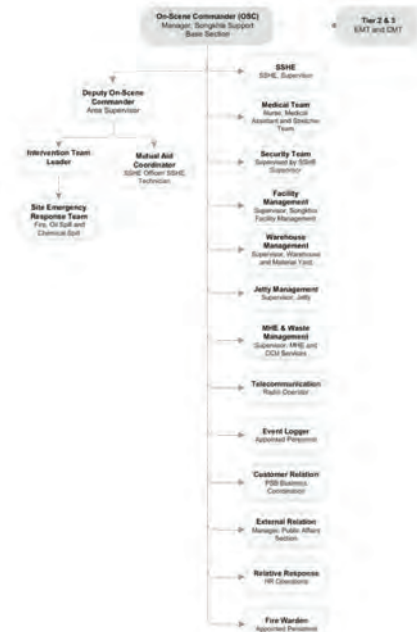 On-Scene Commander (OSC)
Manager, Songkhla Support
Base Section
Tier 2 & 3
EMT and CMT
Deputy On-Scene
Commander
Area Supervisor
Intervention Team
Leader
Mutual Aid
Coordinator
SSHE Officer SSHE,
Technician
Site Emergency
Response Team
Fire, Oil Spill and
Chemical Spill
SSHE
SSHE, Supervisor
Medical Team
Nurse, Medical
Assistant and Stretcher
Team
Security Team
Supervised by SSHE
Supervisor
Facility
Management
Supervisor, Songkhla
Facility Management
Warehouse
Management
Supervisor, Warehouse
and Material Yard
Jetty Management
Supervisor, Jetty
MHE & Waste
Management
Supervisor, MHE and
CCU Services
Telecommunication
Radio Operator
Event Logger
Appointed Personnel
Customer Relation
PSB Business
Coordination
External Relation
Manager, Public Affairs
Section
Relative Response
HR Operations
Fire Warden
Appointed Personnel